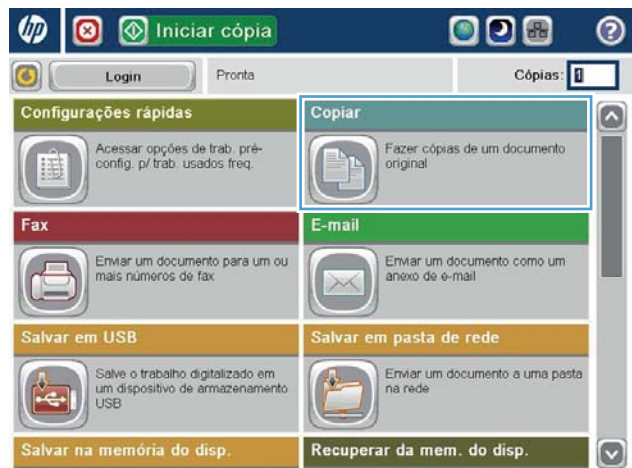 hp
Iniciar cópia
?
Login
Pronta
Cópias: 1
Configurações rápidas
Acessar opções de trab. pré-
config. p/ trab. usados freq.
Copiar
Fazer cópias de um documento
original
Fax
Enviar um documento para um ou
mais números de fax
E-mail
Enviar um documento como um
anexo de e-mail
Salvar em USB
Salve o trabalho digitalizado em
um dispositivo de armazenamento
USB
Salvar em pasta de rede
Enviar um documento a uma pasta
na rede
Salvar na memória do disp.
Recuperar da mem. do disp.